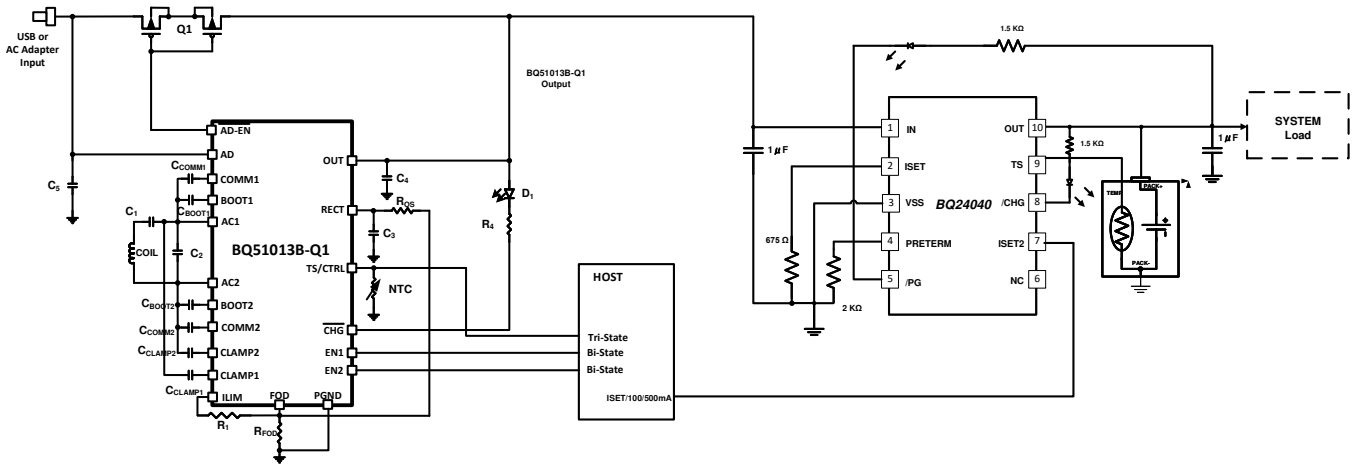 USB or
AC Adapter
Input
Q1
BQ51013B-Q1
Output
AD-EN
AD
COMM1
BOOT1
AC1
AC2
BOOT2
COMM2
CLAMP2
CLAMP1
ILIM
FOD
PGND
OUT
RECT
TS/CTRL
CHG
EN1
EN2
BQ51013B-Q1
C5
CCOMM1
CBOOT1
C1
COIL
C2
CBOOT2
CCOMM2
CCLAMP2
CCLAMP1
R1
RFOD
C4
D1
ROS
R4
C3
NTC
HOST
Tri-State
Bi-State
Bi-State
ISET/100/500mA
1.5 KΩ
1 µF
675 Ω
2 KΩ
1 IN
2 ISET
3 VSS
4 PRETERM
5 /PG
BQ24040
OUT 10
TS 9
/CHG 8
ISET2 7
NC 6
1.5 KΩ
1 µF
SYSTEM
Load
TEMP
PACK+
PACK-